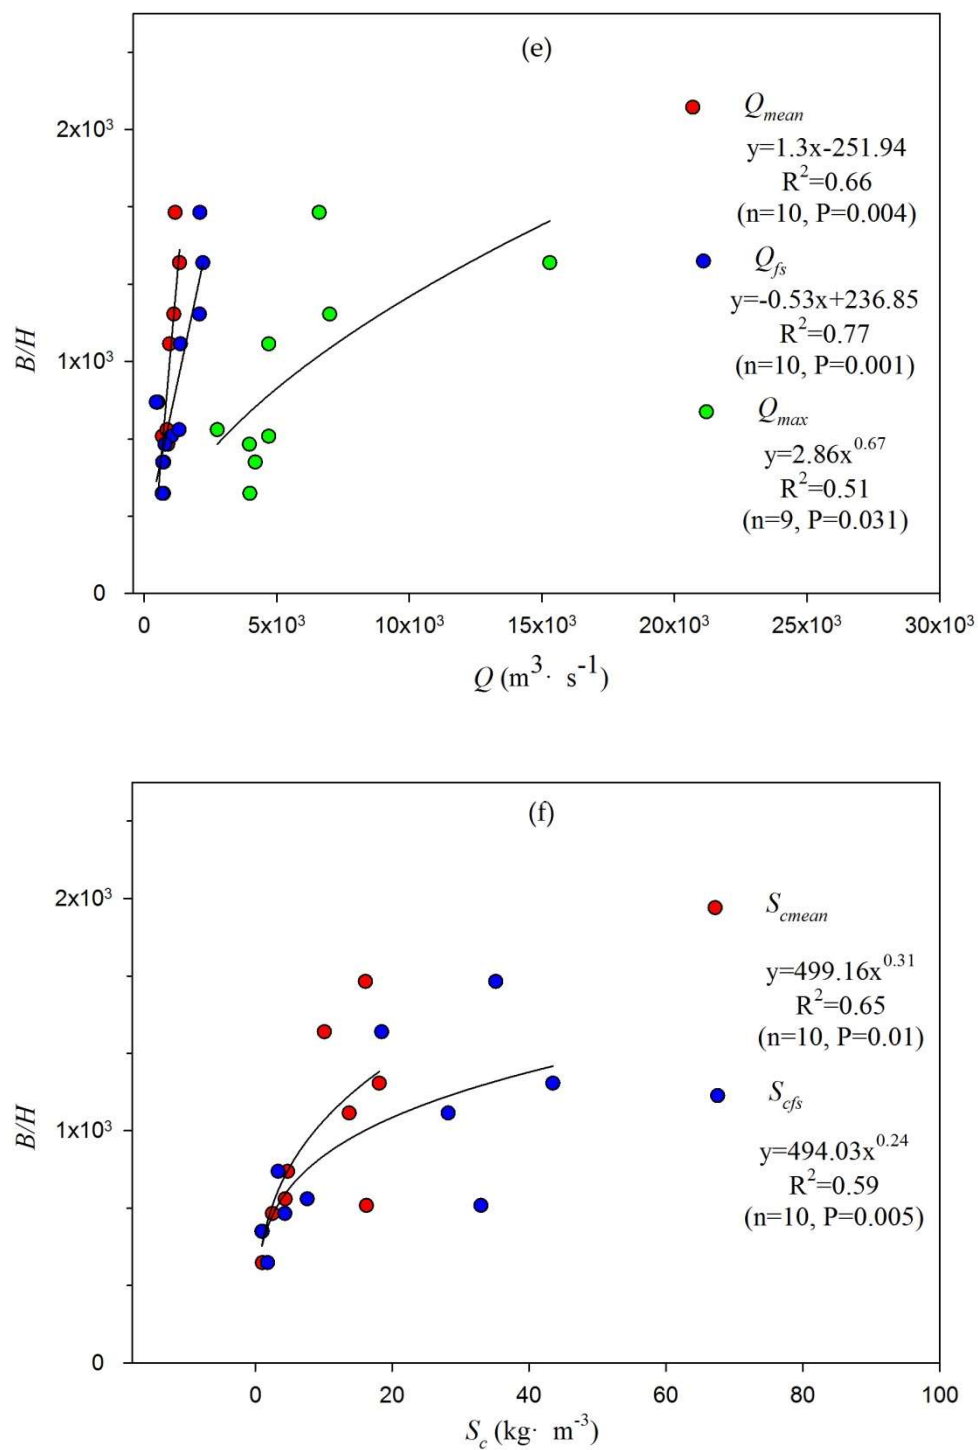 (e)
Q_mean
y=1.3x-251.94
R²=0.66
(n=10, P=0.004)
Q_fs
y=-0.53x+236.85
R²=0.77
(n=10, P=0.001)
Q_max
y=2.86x^0.67
R²=0.51
(n=9, P=0.031)
B/H
2x10³
1x10³
0
0 5x10³ 10x10³ 15x10³ 20x10³ 25x10³ 30x10³
Q (m³· s⁻¹)
(f)
S_cmean
y=499.16x^0.31
R²=0.65
(n=10, P=0.01)
S_cfs
y=494.03x^0.24
R²=0.59
(n=10, P=0.005)
B/H
2x10³
1x10³
0
0 20 40 60 80 100
S_c (kg· m⁻³)